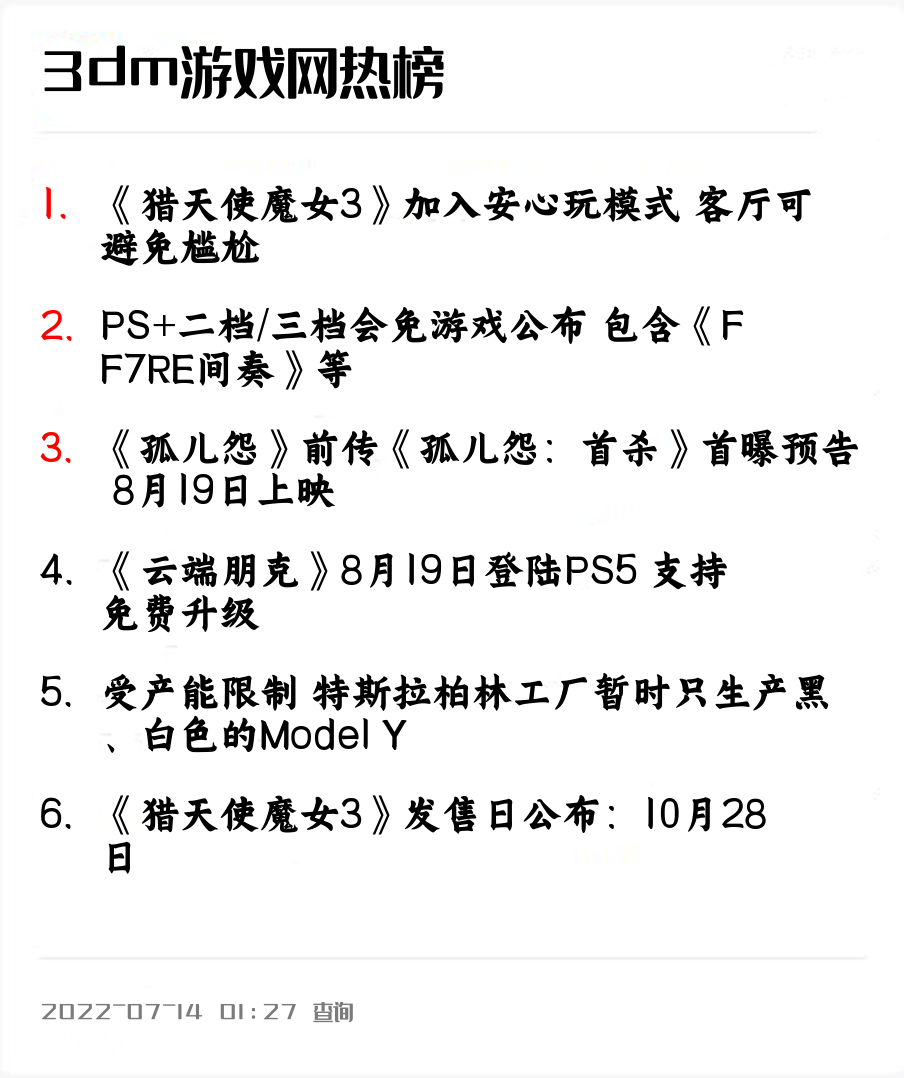 3dm游戏网热榜
1. 《猎天使魔女3》加入安心玩模式 客厅可
避免尴尬
2. PS+二档/三档会免游戏公布 包含《F
F7RE间奏》等
3. 《孤儿怨》前传《孤儿怨：首杀》首曝预告
8月19日上映
4. 《云端朋克》8月19日登陆PS5 支持
免费升级
5. 受产能限制 特斯拉柏林工厂暂时只生产黑
、白色的Model Y
6. 《猎天使魔女3》发售日公布：10月28
日
2022-07-14 01:27 查询